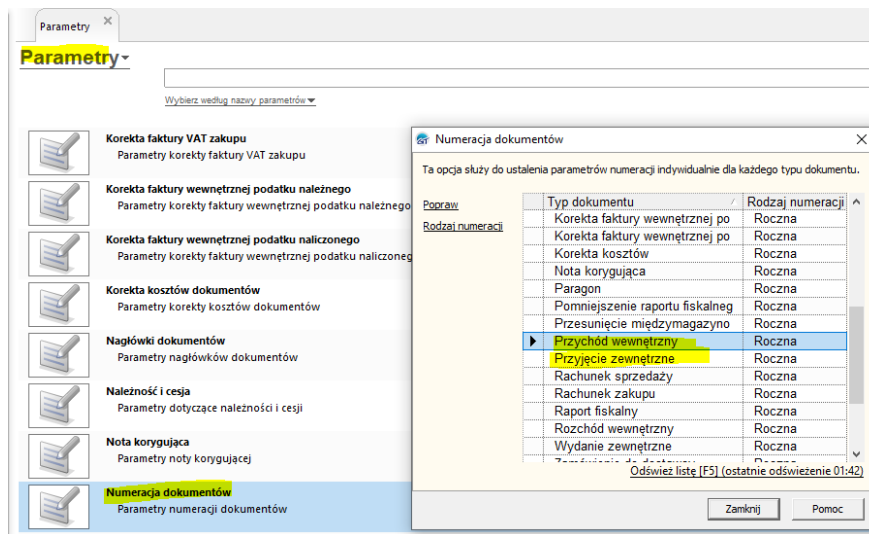 Parametry
Parametry
Wybierz według nazwy parametrów
Korekta faktury VAT zakupu
Parametry korekty faktury VAT zakupu
Korekta faktury wewnętrznej podatku należnego
Parametry korekty faktury wewnętrznej podatku należnego
Korekta faktury wewnętrznej podatku naliczonego
Parametry korekty faktury wewnętrznej podatku naliczoneg
Korekta kosztów dokumentów
Parametry korekty kosztów dokumentów
Nagłówki dokumentów
Parametry nagłówków dokumentów
Należność i cesja
Parametry dotyczące należności i cesji
Nota korygująca
Parametry noty korygującej
Numeracja dokumentów
Parametry numeracji dokumentów
GT Numeracja dokumentów
Ta opcja służy do ustalenia parametrów numeracji indywidualnie dla każdego typu dokumentu.
Popraw
Rodzaj numeracji
Typ dokumentu Rodzaj numeracji
Korekta faktury wewnętrznej po Roczna
Korekta faktury wewnętrznej po Roczna
Korekta kosztów Roczna
Nota korygująca Roczna
Paragon Roczna
Pomniejszenie raportu fiskalneg Roczna
Przesunięcie międzymagazyno Roczna
Przychód wewnętrzny Roczna
Przyjęcie zewnętrzne Roczna
Rachunek sprzedaży Roczna
Rachunek zakupu Roczna
Raport fiskalny Roczna
Rozchód wewnętrzny Roczna
Wydanie zewnętrzne Roczna
Zamówienie do dostawcy Roczna
Odśwież listę [F5] (ostatnie odświeżenie 01:42)
Zamknij Pomoc